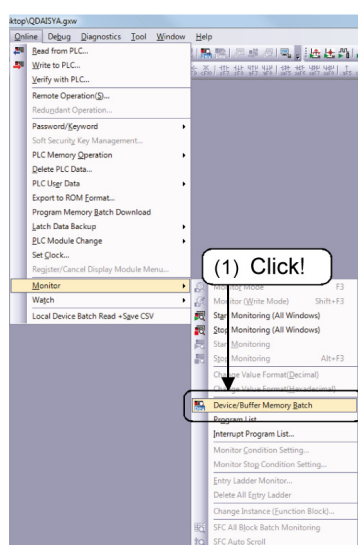 ktop\QDAISYA.gxw
Online Debug Diagnostics Tool Window Help
Read from PLC...
Write to PLC...
Verify with PLC...
Remote Operation(S)...
Redundant Operation...
Password/Keyword
Soft Security Key Management...
PLC Memory Operation
Delete PLC Data...
PLC User Data
Export to ROM Format...
Program Memory Batch Download
Latch Data Backup
PLC Module Change
Set Clock...
Register/Cancel Display Module Menu...
Monitor
Watch
Local Device Batch Read +Save CSV
(1) Click!
Monitor Mode F3
Monitor (Write Mode) Shift+F3
Start Monitoring (All Windows)
Stop Monitoring (All Windows)
Start Monitoring
Stop Monitoring Alt+F3
Change Value Format(Decimal)
Change Value Format(Hexadecimal)
Device/Buffer Memory Batch
Program List...
Interrupt Program List...
Monitor Condition Setting...
Monitor Stop Condition Setting...
Entry Ladder Monitor...
Delete All Entry Ladder
Change Instance (Function Block)...
SFC All Block Batch Monitoring
SFC Auto Scroll